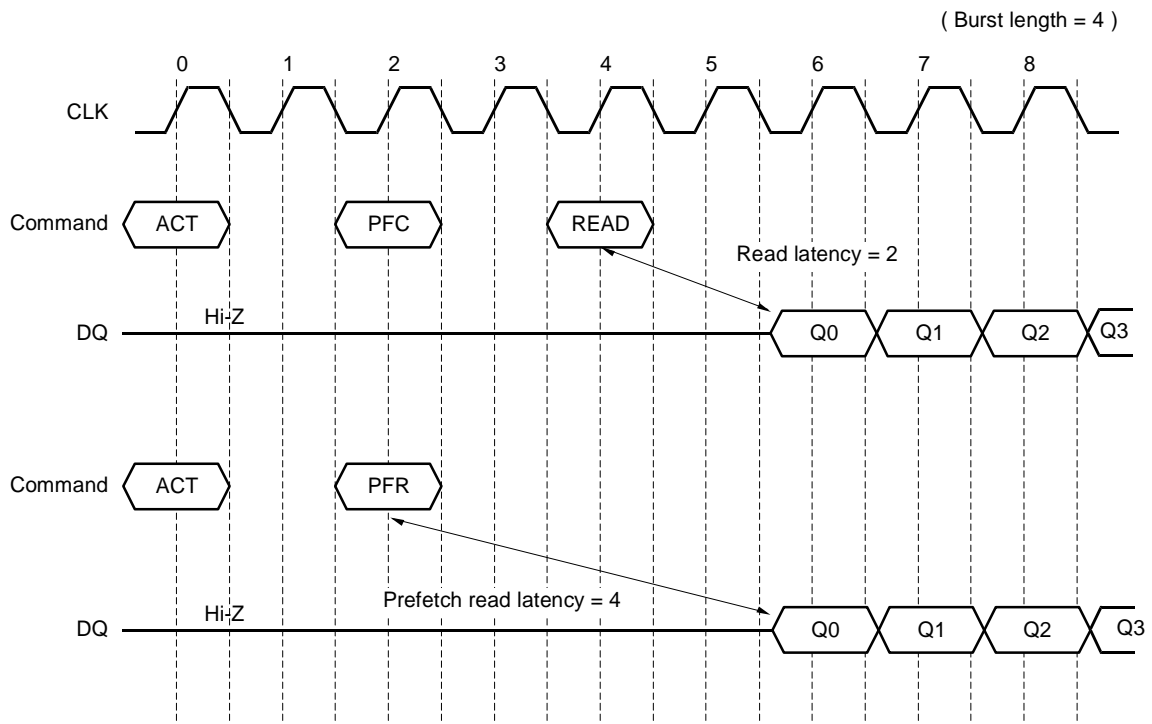 ( Burst length = 4 )
0 1 2 3 4 5 6 7 8
CLK
Command ACT PFC READ
Read latency = 2
Hi-Z
DQ Q0 Q1 Q2 Q3
Command ACT PFR
Prefetch read latency = 4
Hi-Z
DQ Q0 Q1 Q2 Q3